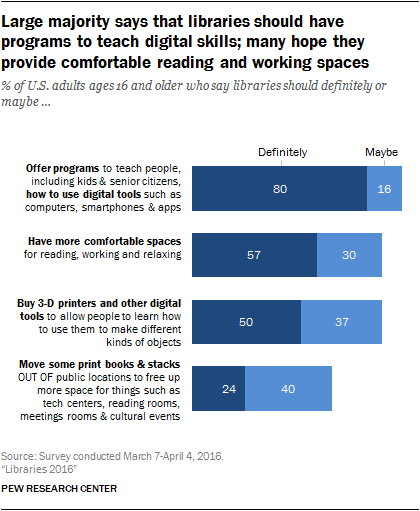 Large majority says that libraries should have
programs to teach digital skills; many hope they
provide comfortable reading and working spaces
% of U.S. adults ages 16 and older who say libraries should definitely or
maybe ...
Definitely Maybe
Offer programs to teach people,
including kids & senior citizens,
how to use digital tools such as
computers, smartphones & apps
80 16
Have more comfortable spaces
for reading, working and relaxing
57 30
Buy 3-D printers and other digital
tools to allow people to learn how
to use them to make different
kinds of objects
50 37
Move some print books & stacks
OUT OF public locations to free up
more space for things such as
tech centers, reading rooms,
meetings rooms & cultural events
24 40
Source: Survey conducted March 7-April 4, 2016.
“Libraries 2016”
PEW RESEARCH CENTER